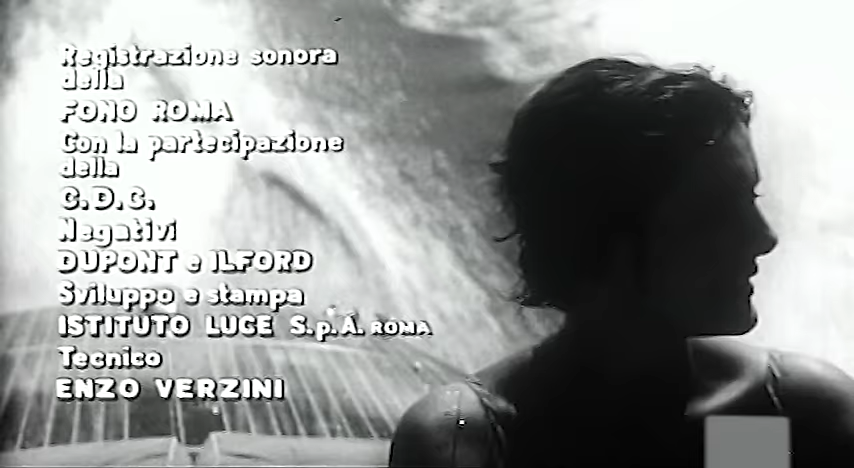 Registrazione sonora
della
FONO ROMA
Con la partecipazione
della
C.D.C.
Negativi
DUPONT e ILFORD
Sviluppo e stampa
ISTITUTO LUCE S.p.A. ROMA
Tecnico
ENZO VERZINI